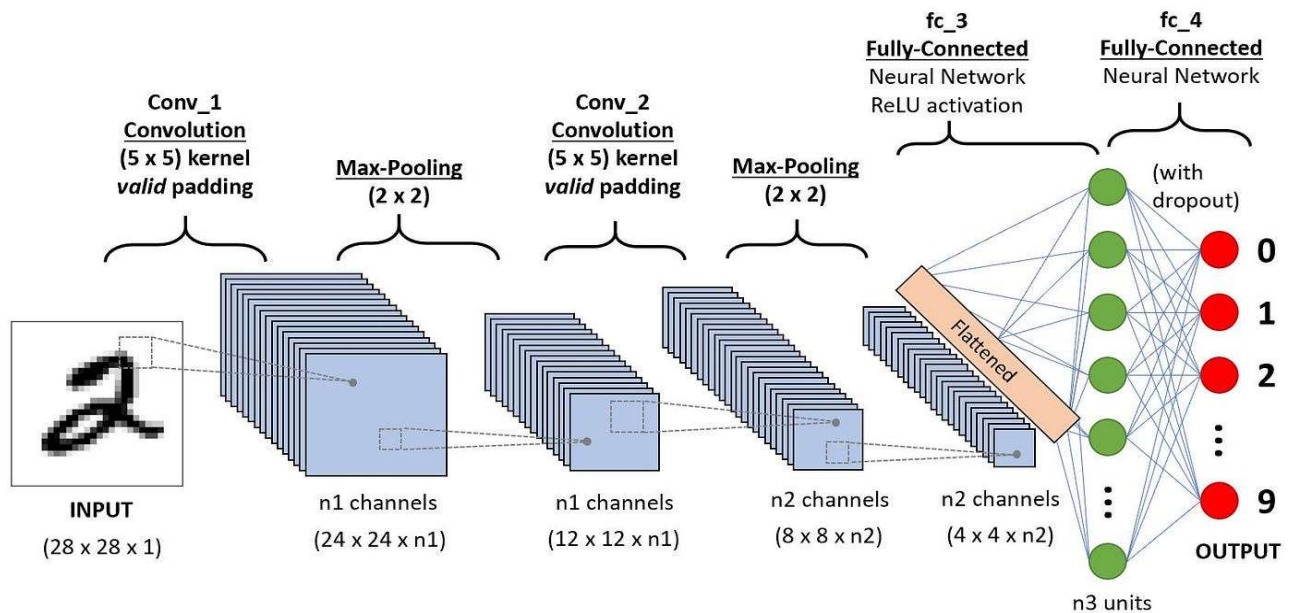 Conv_1
Convolution
(5 x 5) kernel
valid padding
Max-Pooling
(2 x 2)
Conv_2
Convolution
(5 x 5) kernel
valid padding
Max-Pooling
(2 x 2)
fc_3
Fully-Connected
Neural Network
ReLU activation
fc_4
Fully-Connected
Neural Network
(with
dropout)
Flattened
0
1
2
9
OUTPUT
INPUT
(28 x 28 x 1)
n1 channels
(24 x 24 x n1)
n1 channels
(12 x 12 x n1)
n2 channels
(8 x 8 x n2)
n2 channels
(4 x 4 x n2)
n3 units